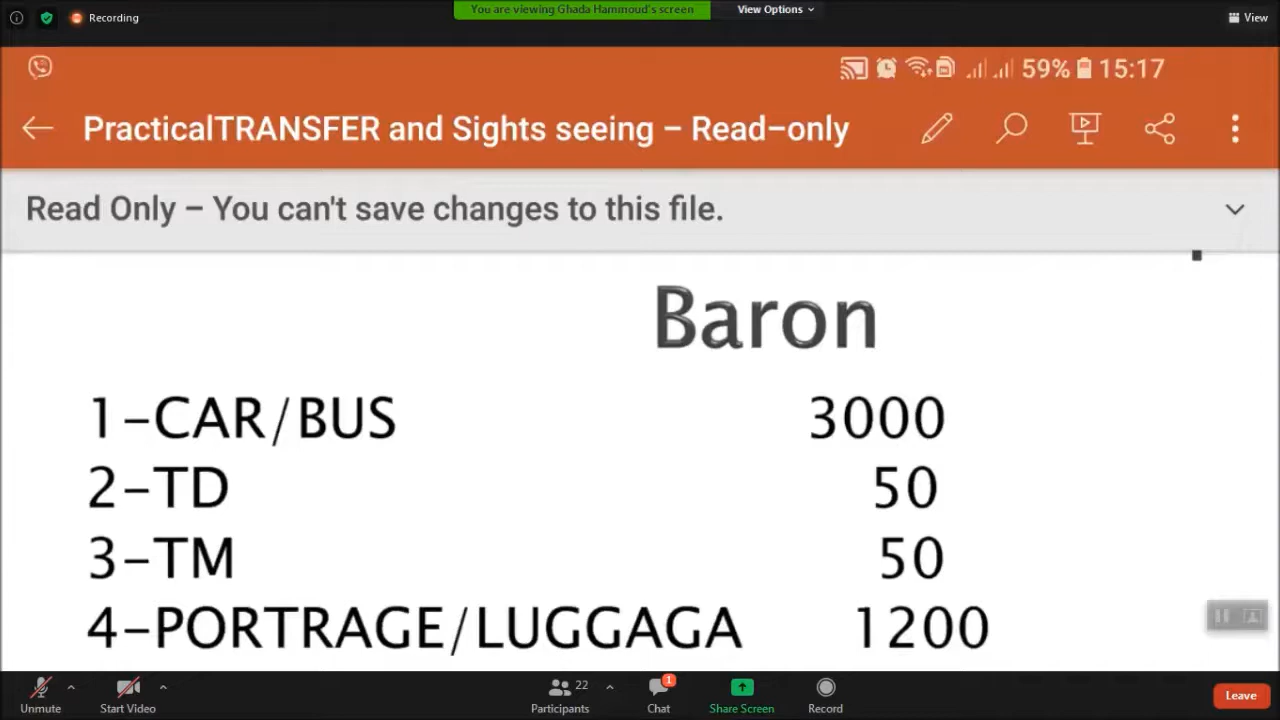 Recording
You are viewing Ghada Hammoud's screen
View Options
View
59% 15:17
PracticalTRANSFER and Sights seeing – Read-only
Read Only – You can't save changes to this file.
Baron
1-CAR/BUS 3000
2-TD 50
3-TM 50
4-PORTRAGE/LUGGAGA 1200
Unmute
Start Video
22
Participants
1
Chat
Share Screen
Record
Leave